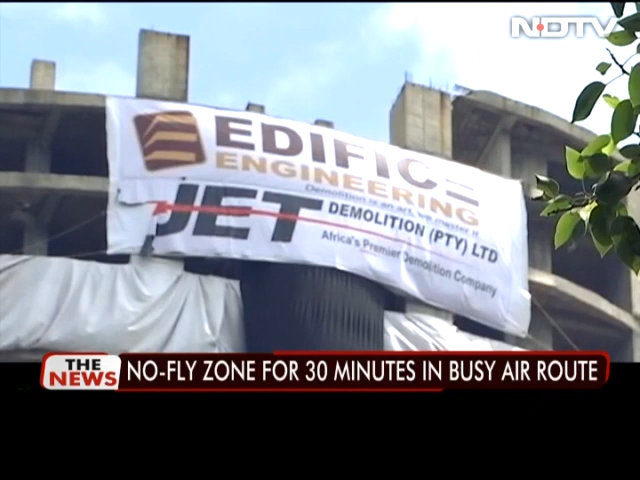 NDTV
EDIFICE
ENGINEERING
Demolition is an art, we master it
JET DEMOLITION (PTY) LTD
Africa's Premier Demolition Company
THE NEWS
NO-FLY ZONE FOR 30 MINUTES IN BUSY AIR ROUTE